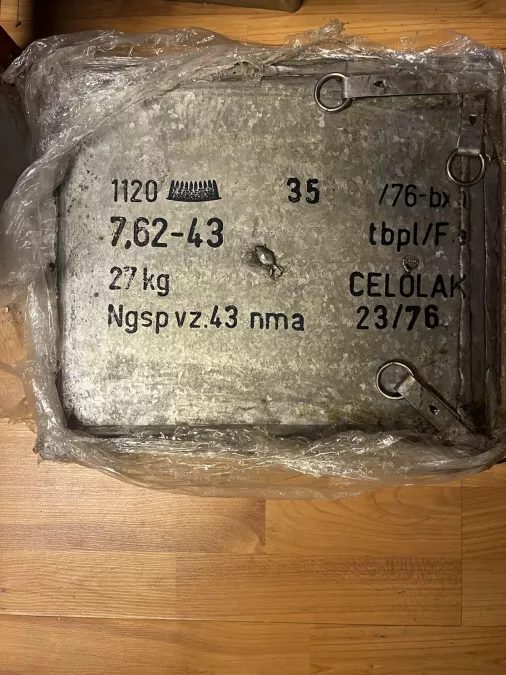 1120 35 /76-bx
7,62-43 tbpl/F
27 kg CELOLAK
Ngsp vz.43 nma 23/76